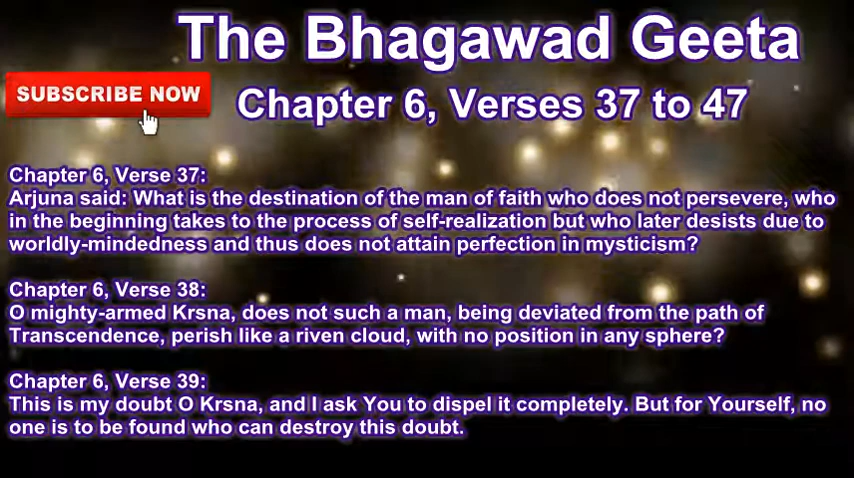 The Bhagawad Geeta
SUBSCRIBE NOW
Chapter 6, Verses 37 to 47
Chapter 6, Verse 37:
Arjuna said: What is the destination of the man of faith who does not persevere, who
in the beginning takes to the process of self-realization but who later desists due to
worldly-mindedness and thus does not attain perfection in mysticism?
Chapter 6, Verse 38:
O mighty-armed Krsna, does not such a man, being deviated from the path of
Transcendence, perish like a riven cloud, with no position in any sphere?
Chapter 6, Verse 39:
This is my doubt O Krsna, and I ask You to dispel it completely. But for Yourself, no
one is to be found who can destroy this doubt.